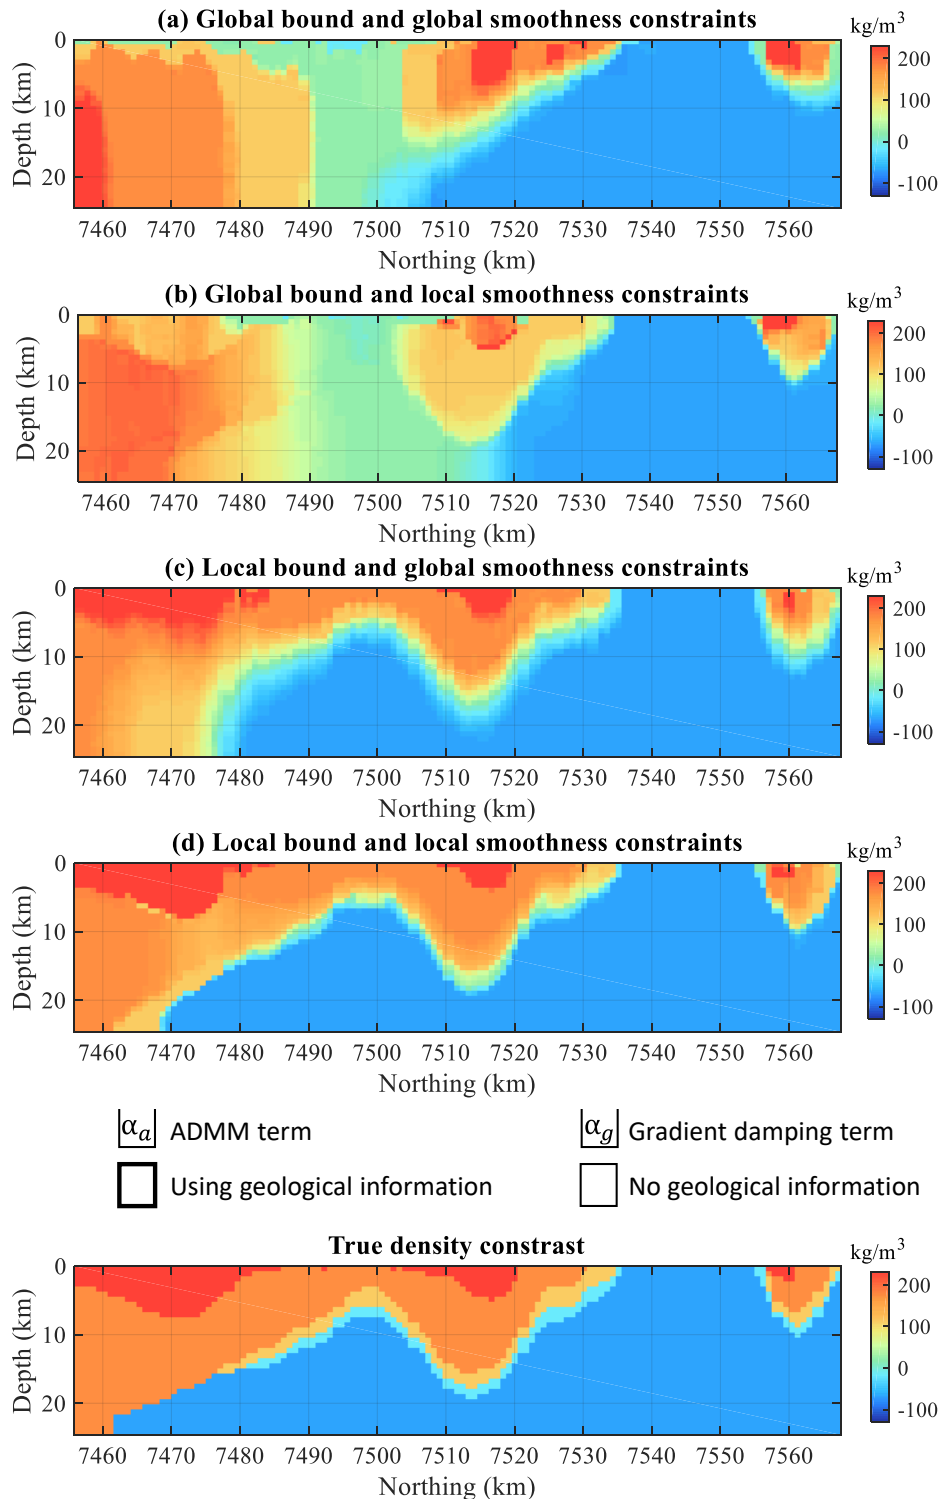 (a) Global bound and global smoothness constraints
kg/m³
0
10
20
Depth (km)
200
100
0
-100
7460 7470 7480 7490 7500 7510 7520 7530 7540 7550 7560
Northing (km)
(b) Global bound and local smoothness constraints
kg/m³
0
10
20
Depth (km)
200
100
0
-100
7460 7470 7480 7490 7500 7510 7520 7530 7540 7550 7560
Northing (km)
(c) Local bound and global smoothness constraints
kg/m³
0
10
20
Depth (km)
200
100
0
-100
7460 7470 7480 7490 7500 7510 7520 7530 7540 7550 7560
Northing (km)
(d) Local bound and local smoothness constraints
kg/m³
0
10
20
Depth (km)
200
100
0
-100
7460 7470 7480 7490 7500 7510 7520 7530 7540 7550 7560
Northing (km)
αa ADMM term
αg Gradient damping term
Using geological information
No geological information
True density constrast
kg/m³
0
10
20
Depth (km)
200
100
0
-100
7460 7470 7480 7490 7500 7510 7520 7530 7540 7550 7560
Northing (km)